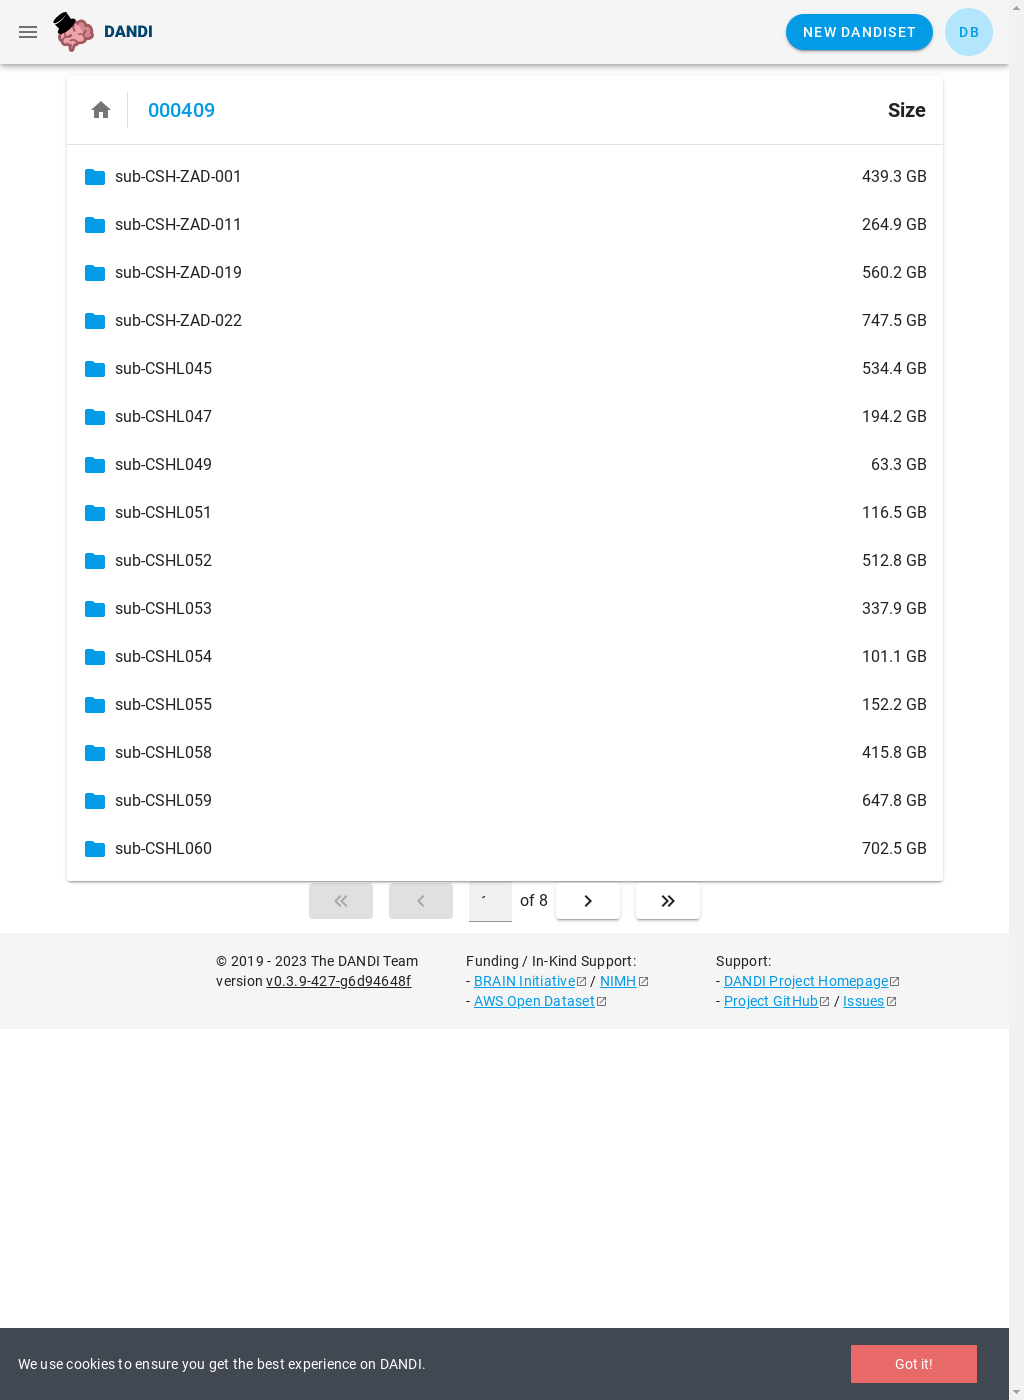 DANDI
NEW DANDISET
DB
000409
Size
sub-CSH-ZAD-001 439.3 GB
sub-CSH-ZAD-011 264.9 GB
sub-CSH-ZAD-019 560.2 GB
sub-CSH-ZAD-022 747.5 GB
sub-CSHL045 534.4 GB
sub-CSHL047 194.2 GB
sub-CSHL049 63.3 GB
sub-CSHL051 116.5 GB
sub-CSHL052 512.8 GB
sub-CSHL053 337.9 GB
sub-CSHL054 101.1 GB
sub-CSHL055 152.2 GB
sub-CSHL058 415.8 GB
sub-CSHL059 647.8 GB
sub-CSHL060 702.5 GB
of 8
© 2019 - 2023 The DANDI Team
version v0.3.9-427-g6d94648f
Funding / In-Kind Support:
- BRAIN Initiative / NIMH
- AWS Open Dataset
Support:
- DANDI Project Homepage
- Project GitHub / Issues
We use cookies to ensure you get the best experience on DANDI.
Got it!